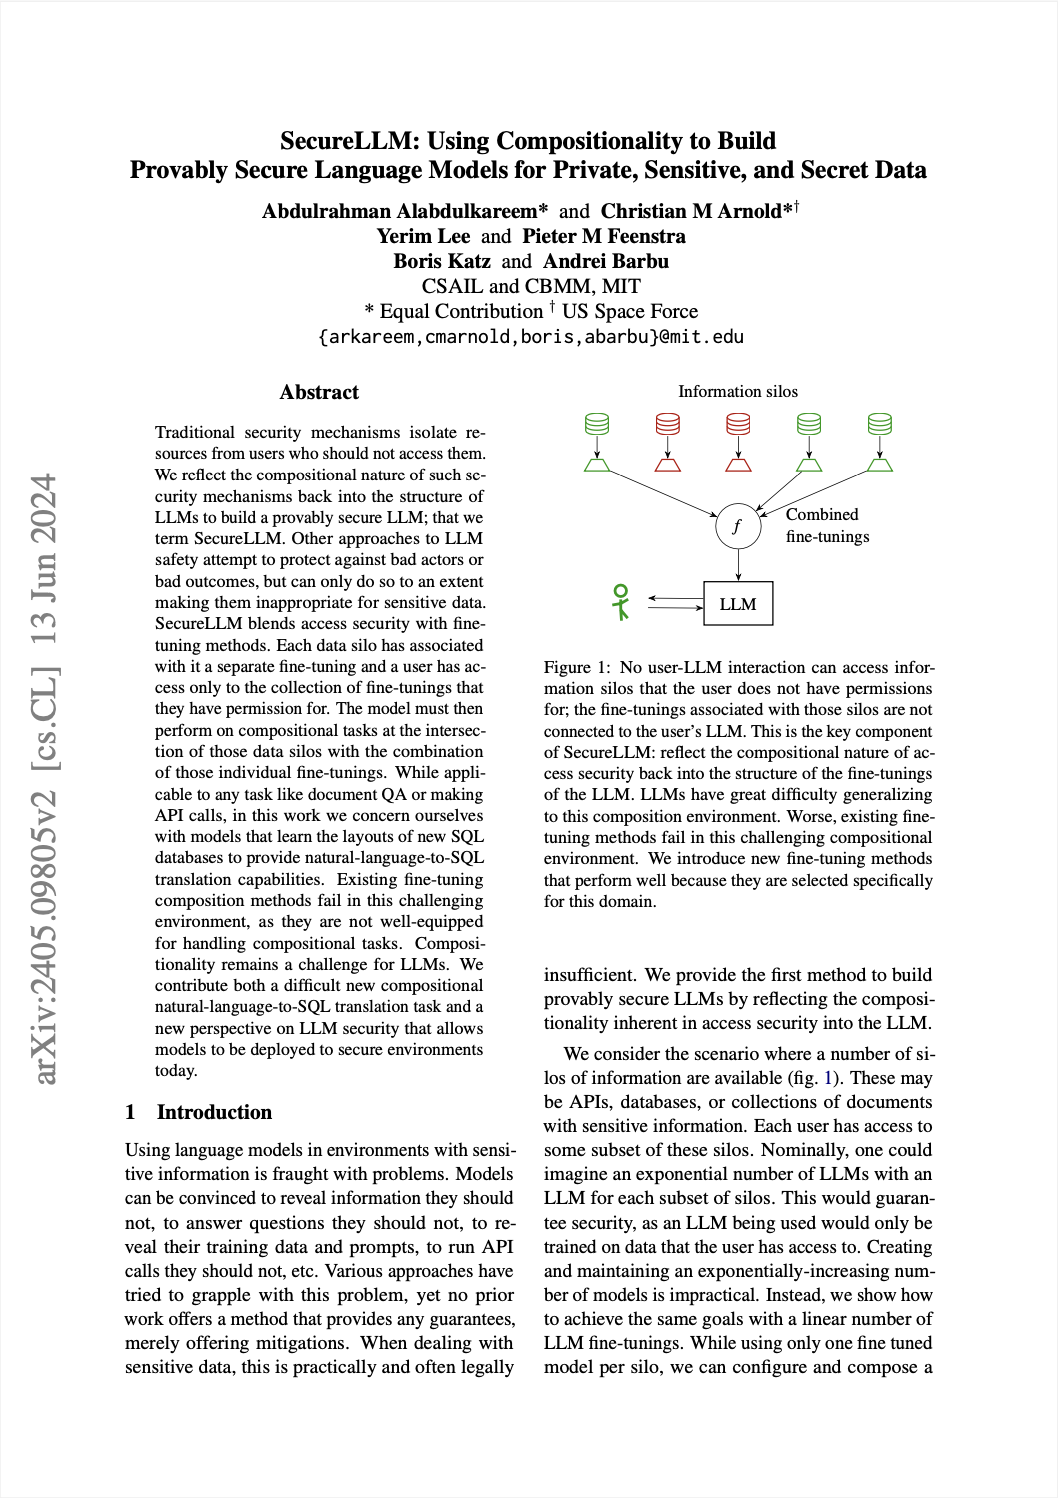 SecureLLM: Using Compositionality to Build
Provably Secure Language Models for Private, Sensitive, and Secret Data
Abdulrahman Alabdulkareem* and Christian M Arnold*†
Yerim Lee and Pieter M Feenstra
Boris Katz and Andrei Barbu
CSAIL and CBMM, MIT
* Equal Contribution † US Space Force
{arkareem,cmarnold,boris,abarbu}@mit.edu
arXiv:2405.09805v2 [cs.CL] 13 Jun 2024
Abstract
Traditional security mechanisms isolate re-
sources from users who should not access them.
We reflect the compositional nature of such se-
curity mechanisms back into the structure of
LLMs to build a provably secure LLM; that we
term SecureLLM. Other approaches to LLM
safety attempt to protect against bad actors or
bad outcomes, but can only do so to an extent
making them inappropriate for sensitive data.
SecureLLM blends access security with fine-
tuning methods. Each data silo has associated
with it a separate fine-tuning and a user has ac-
cess only to the collection of fine-tunings that
they have permission for. The model must then
perform on compositional tasks at the intersec-
tion of those data silos with the combination
of those individual fine-tunings. While appli-
cable to any task like document QA or making
API calls, in this work we concern ourselves
with models that learn the layouts of new SQL
databases to provide natural-language-to-SQL
translation capabilities. Existing fine-tuning
composition methods fail in this challenging
environment, as they are not well-equipped
for handling compositional tasks. Composi-
tionality remains a challenge for LLMs. We
contribute both a difficult new compositional
natural-language-to-SQL translation task and a
new perspective on LLM security that allows
models to be deployed to secure environments
today.
1 Introduction
Using language models in environments with sensi-
tive information is fraught with problems. Models
can be convinced to reveal information they should
not, to answer questions they should not, to re-
veal their training data and prompts, to run API
calls they should not, etc. Various approaches have
tried to grapple with this problem, yet no prior
work offers a method that provides any guarantees,
merely offering mitigations. When dealing with
sensitive data, this is practically and often legally
Information silos
f
Combined
fine-tunings
LLM
Figure 1: No user-LLM interaction can access infor-
mation silos that the user does not have permissions
for; the fine-tunings associated with those silos are not
connected to the user's LLM. This is the key component
of SecureLLM: reflect the compositional nature of ac-
cess security back into the structure of the fine-tunings
of the LLM. LLMs have great difficulty generalizing
to this composition environment. Worse, existing fine-
tuning methods fail in this challenging compositional
environment. We introduce new fine-tuning methods
that perform well because they are selected specifically
for this domain.
insufficient. We provide the first method to build
provably secure LLMs by reflecting the composi-
tionality inherent in access security into the LLM.
We consider the scenario where a number of si-
los of information are available (fig. 1). These may
be APIs, databases, or collections of documents
with sensitive information. Each user has access to
some subset of these silos. Nominally, one could
imagine an exponential number of LLMs with an
LLM for each subset of silos. This would guaran-
tee security, as an LLM being used would only be
trained on data that the user has access to. Creating
and maintaining an exponentially-increasing num-
ber of models is impractical. Instead, we show how
to achieve the same goals with a linear number of
LLM fine-tunings. While using only one fine tuned
model per silo, we can configure and compose a